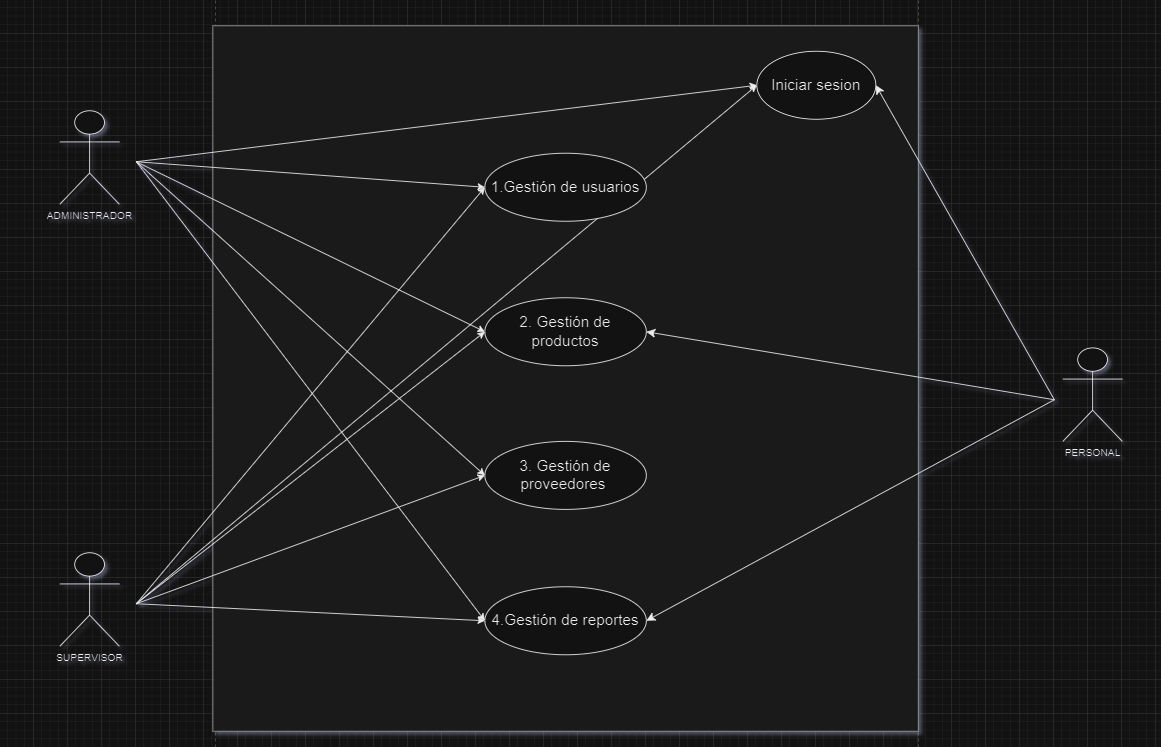 Iniciar sesion
1.Gestión de usuarios
ADMINISTRADOR
2. Gestión de
productos
PERSONAL
3. Gestión de
proveedores
4.Gestión de reportes
SUPERVISOR